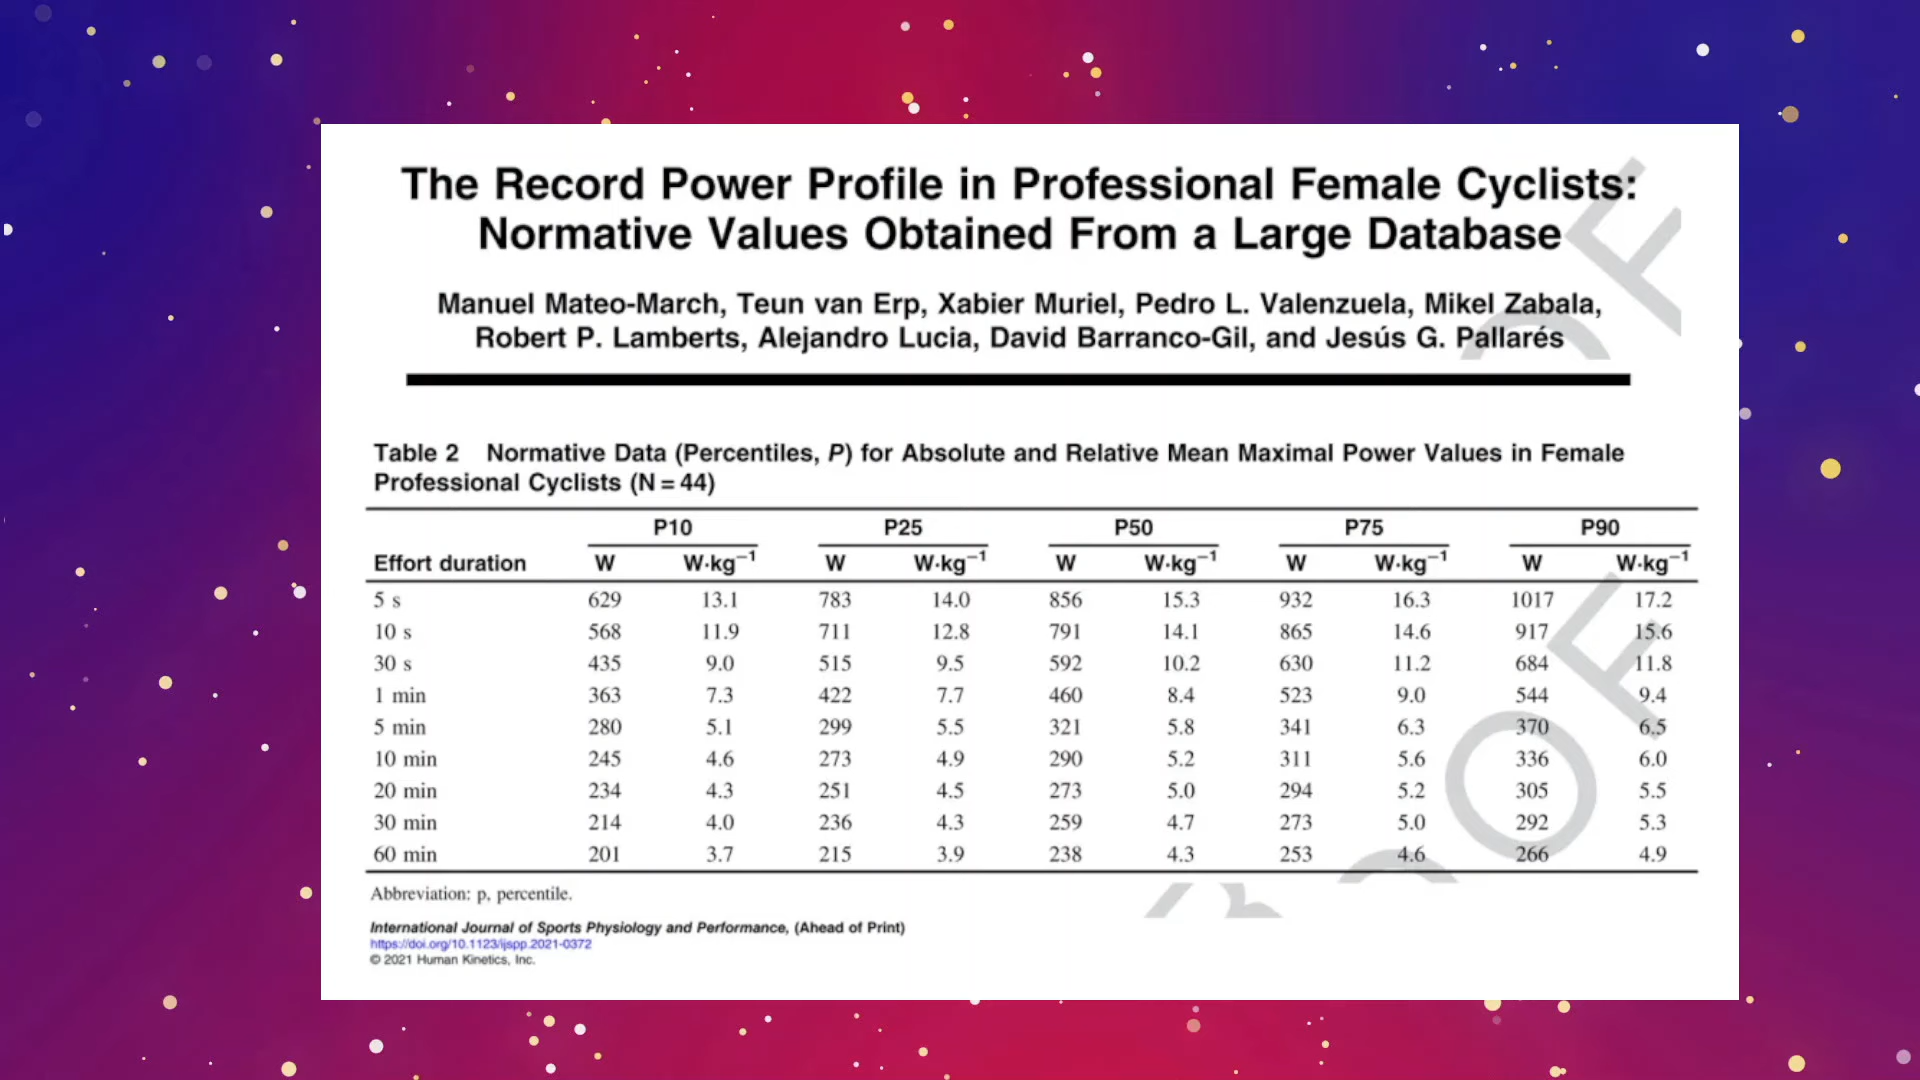 The Record Power Profile in Professional Female Cyclists:
Normative Values Obtained From a Large Database
Manuel Mateo-March, Teun van Erp, Xabier Muriel, Pedro L. Valenzuela, Mikel Zabala,
Robert P. Lamberts, Alejandro Lucia, David Barranco-Gil, and Jesús G. Pallarés
Table 2 Normative Data (Percentiles, P) for Absolute and Relative Mean Maximal Power Values in Female
Professional Cyclists (N = 44)
P10 P25 P50 P75 P90
Effort duration W W·kg⁻¹ W W·kg⁻¹ W W·kg⁻¹ W W·kg⁻¹ W W·kg⁻¹
5 s 629 13.1 783 14.0 856 15.3 932 16.3 1017 17.2
10 s 568 11.9 711 12.8 791 14.1 865 14.6 917 15.6
30 s 435 9.0 515 9.5 592 10.2 630 11.2 684 11.8
1 min 363 7.3 422 7.7 460 8.4 523 9.0 544 9.4
5 min 280 5.1 299 5.5 321 5.8 341 6.3 370 6.5
10 min 245 4.6 273 4.9 290 5.2 311 5.6 336 6.0
20 min 234 4.3 251 4.5 273 5.0 294 5.2 305 5.5
30 min 214 4.0 236 4.3 259 4.7 273 5.0 292 5.3
60 min 201 3.7 215 3.9 238 4.3 253 4.6 266 4.9
Abbreviation: p, percentile.
International Journal of Sports Physiology and Performance, (Ahead of Print)
https://doi.org/10.1123/ijspp.2021-0372
© 2021 Human Kinetics, Inc.